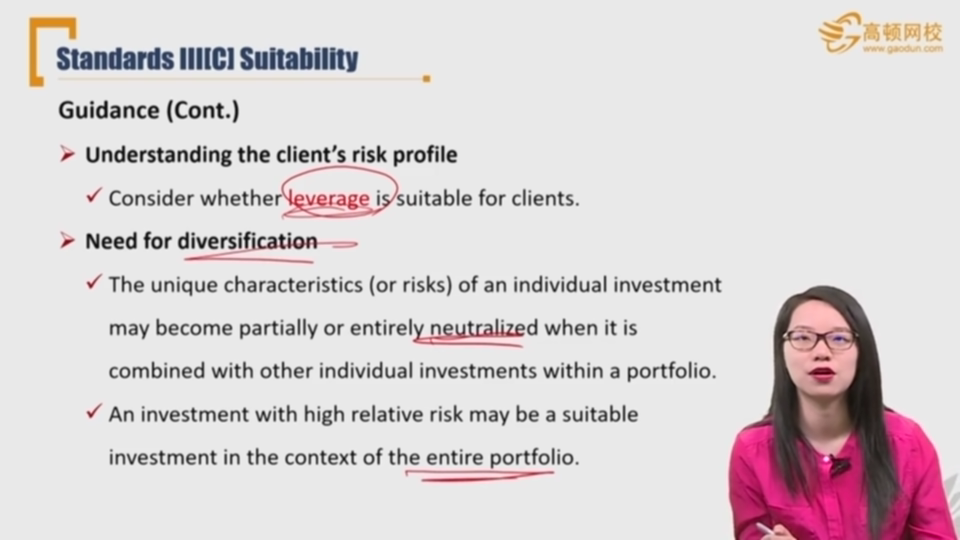 高顿网校
www.gaodun.com
Standards III[C] Suitability
Guidance (Cont.)
Understanding the client's risk profile
Consider whether leverage is suitable for clients.
Need for diversification
The unique characteristics (or risks) of an individual investment
may become partially or entirely neutralized when it is
combined with other individual investments within a portfolio.
An investment with high relative risk may be a suitable
investment in the context of the entire portfolio.